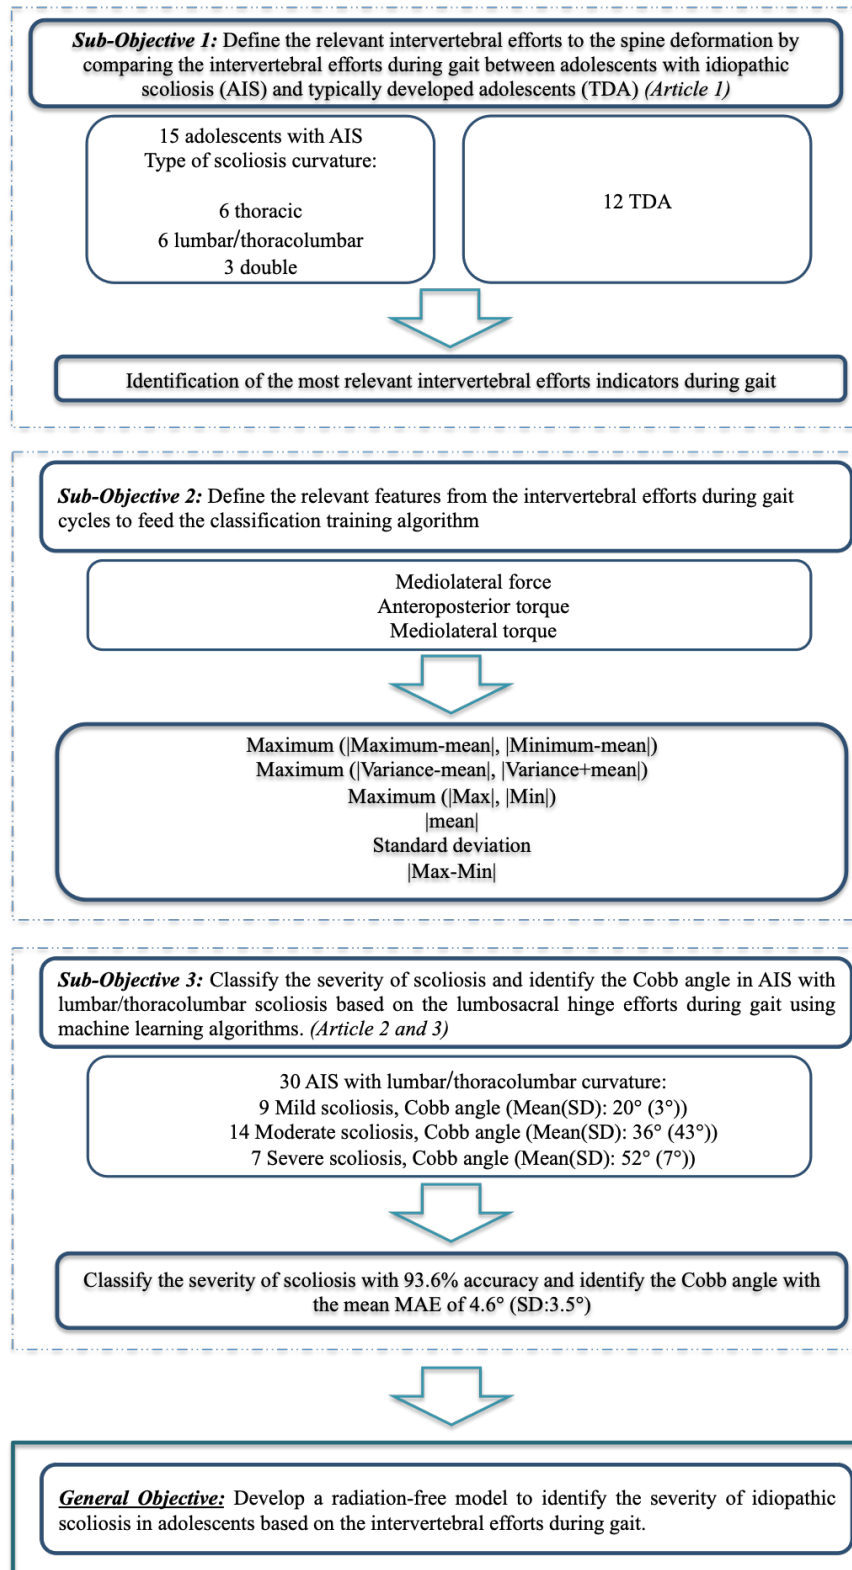 Sub-Objective 1: Define the relevant intervertebral efforts to the spine deformation by
comparing the intervertebral efforts during gait between adolescents with idiopathic
scoliosis (AIS) and typically developed adolescents (TDA) (Article 1)
15 adolescents with AIS
Type of scoliosis curvature:
6 thoracic
6 lumbar/thoracolumbar
3 double
12 TDA
Identification of the most relevant intervertebral efforts indicators during gait
Sub-Objective 2: Define the relevant features from the intervertebral efforts during gait
cycles to feed the classification training algorithm
Mediolateral force
Anteroposterior torque
Mediolateral torque
Maximum (|Maximum-mean|, |Minimum-mean|)
Maximum (|Variance-mean|, |Variance+mean|)
Maximum (|Max|, |Min|)
|mean|
Standard deviation
|Max-Min|
Sub-Objective 3: Classify the severity of scoliosis and identify the Cobb angle in AIS with
lumbar/thoracolumbar scoliosis based on the lumbosacral hinge efforts during gait using
machine learning algorithms. (Article 2 and 3)
30 AIS with lumbar/thoracolumbar curvature:
9 Mild scoliosis, Cobb angle (Mean(SD): 20° (3°))
14 Moderate scoliosis, Cobb angle (Mean(SD): 36° (43°))
7 Severe scoliosis, Cobb angle (Mean(SD): 52° (7°))
Classify the severity of scoliosis with 93.6% accuracy and identify the Cobb angle with
the mean MAE of 4.6° (SD:3.5°)
General Objective: Develop a radiation-free model to identify the severity of idiopathic
scoliosis in adolescents based on the intervertebral efforts during gait.